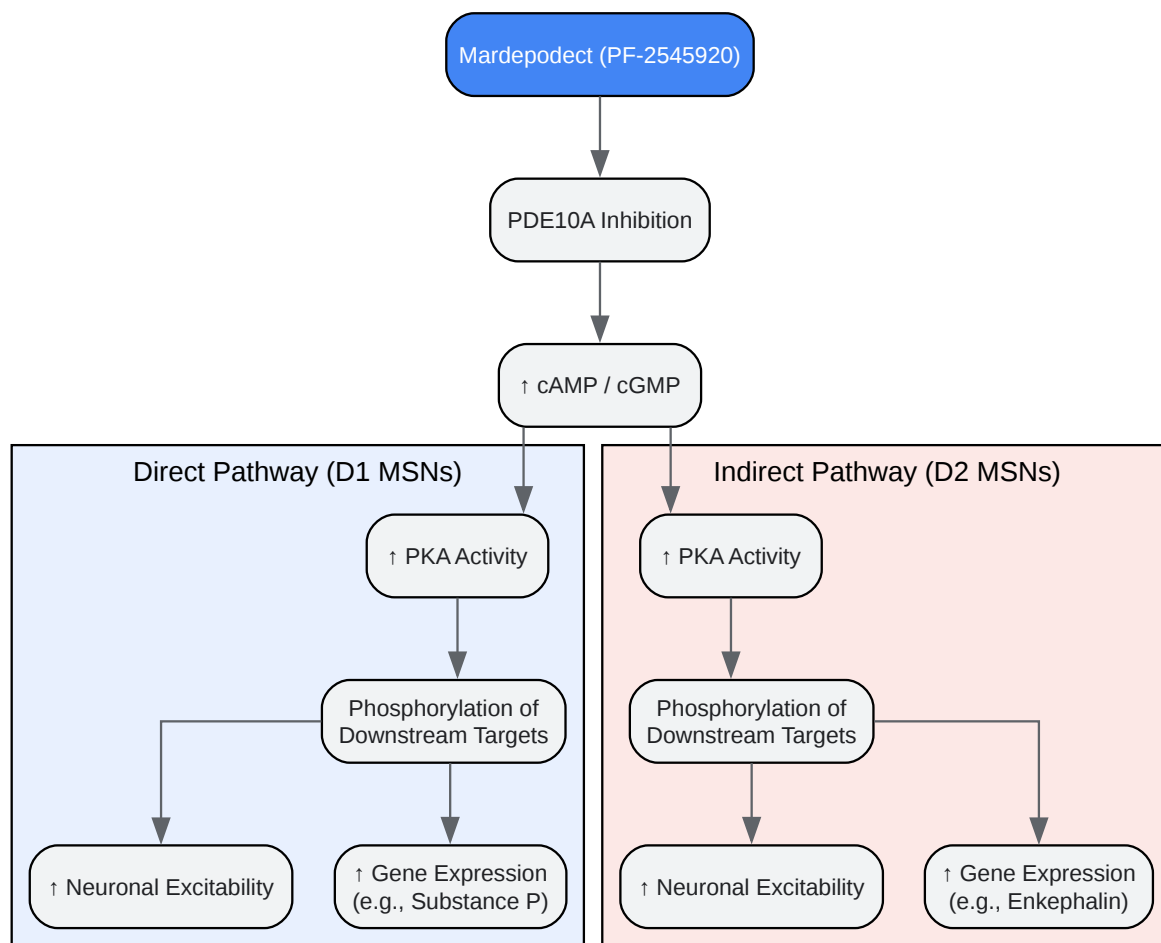 Mardepodect (PF-2545920)
PDE10A Inhibition
↑ cAMP / cGMP
Direct Pathway (D1 MSNs)
Indirect Pathway (D2 MSNs)
↑ PKA Activity
↑ PKA Activity
Phosphorylation of
Downstream Targets
Phosphorylation of
Downstream Targets
↑ Neuronal Excitability
↑ Gene Expression
(e.g., Substance P)
↑ Neuronal Excitability
↑ Gene Expression
(e.g., Enkephalin)